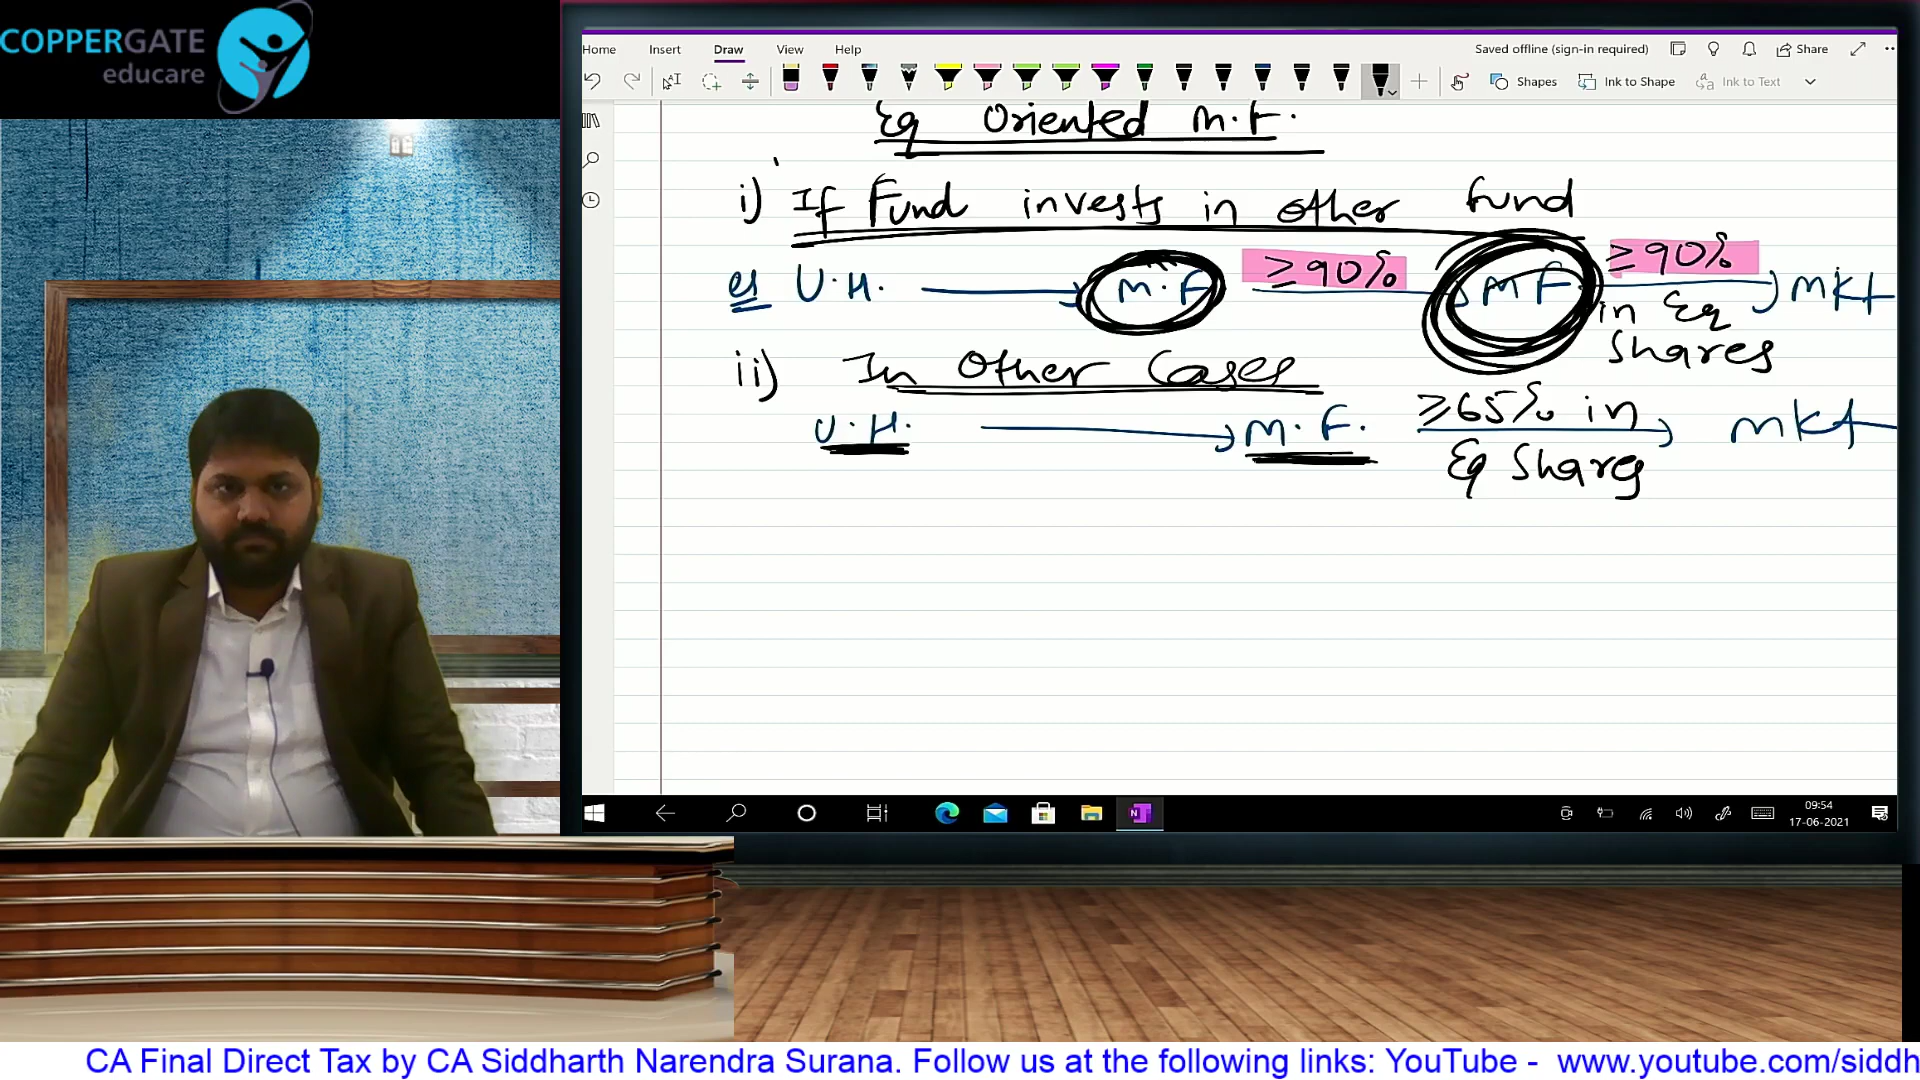 COPPERGATE
educare
Home Insert Draw View Help
Saved offline (sign-in required) Share
Shapes Ink to Shape Ink to Text
Eq Oriented M.F.
i) If Fund invests in other fund
eg U.H. M.F ≥90% MF ≥90% mkt
in Eq
Shares
ii) In Other Cases
U.H. M.F. ≥65% in mkt
Eq Shares
09:54
17-06-2021
CA Final Direct Tax by CA Siddharth Narendra Surana. Follow us at the following links: YouTube - www.youtube.com/siddh